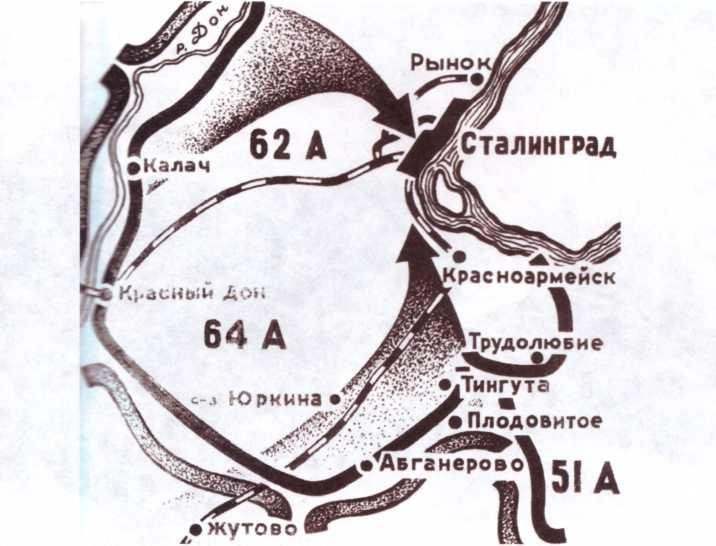 р. Дон
Рынок
62 А
Сталинград
Калач
Красноармейск
Красный Дон
64 А
Трудолюбие
Тингута
с-з Юркина
Плодовитое
Абганерово
51 А
Жутово